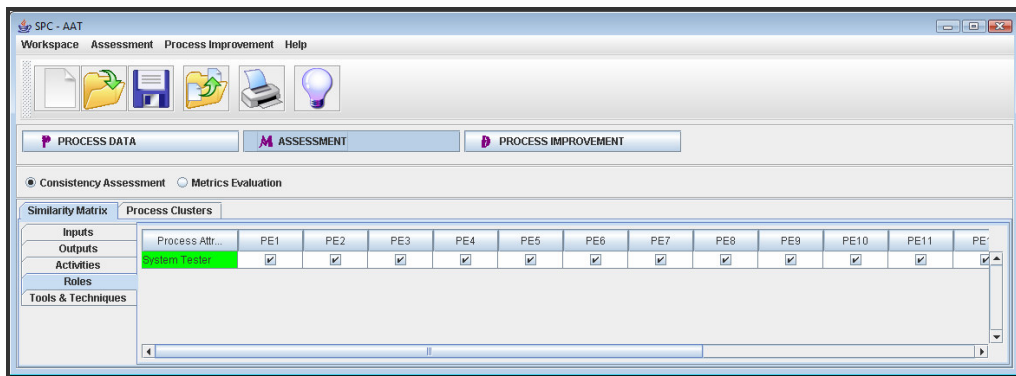 SPC - AAT
Workspace Assessment Process Improvement Help
PROCESS DATA ASSESSMENT PROCESS IMPROVEMENT
Consistency Assessment Metrics Evaluation
Similarity Matrix Process Clusters
Inputs
Outputs
Activities
Roles
Tools & Techniques
Process Attr... PE1 PE2 PE3 PE4 PE5 PE6 PE7 PE8 PE9 PE10 PE11
System Tester